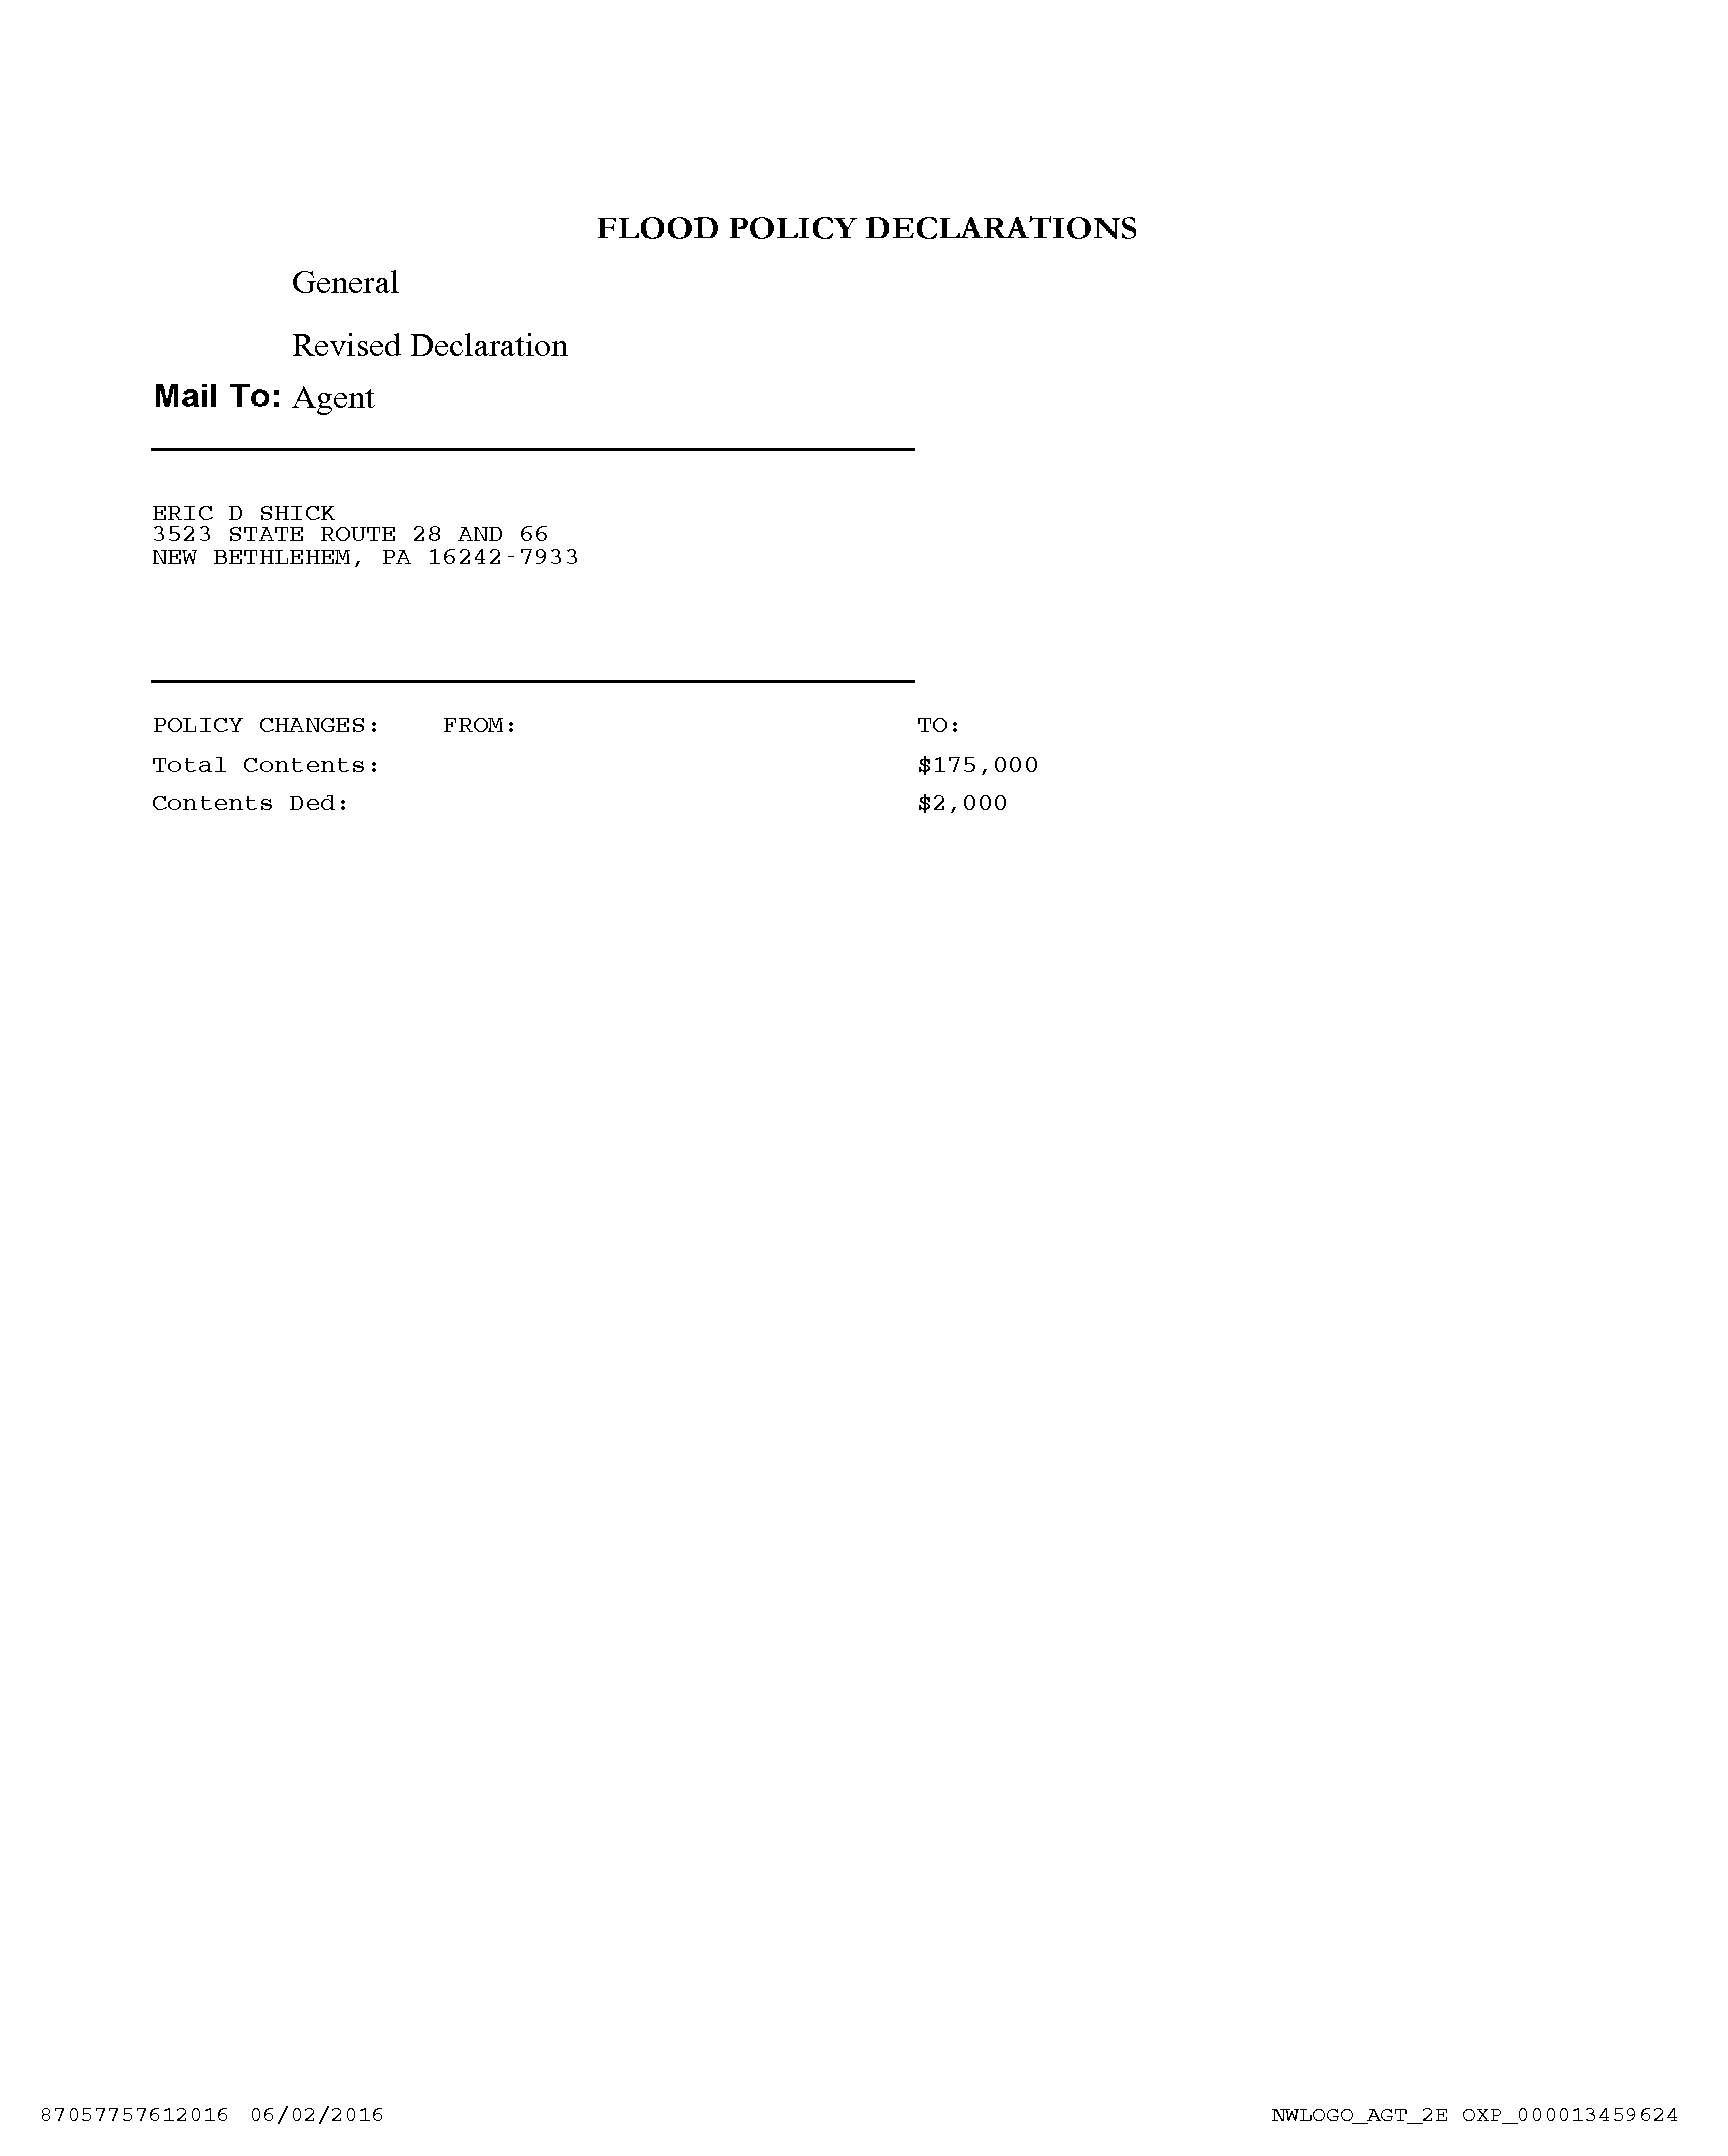 FLOOD POLICY DECLARATIONS
General
Revised Declaration
Mail To: Agent
ERIC D SHICK
3523 STATE ROUTE 28 AND 66
NEW BETHLEHEM, PA 16242-7933
POLICY CHANGES: FROM: TO:
Total Contents: $175,000
Contents Ded: $2,000
87057757612016 06/02/2016 NWLOGO_AGT_2E OXP_000013459624